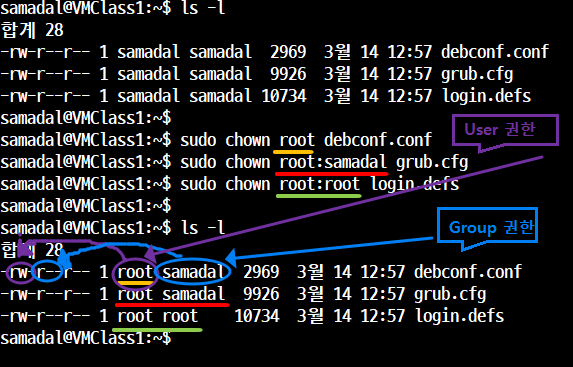 samadal@VMClass1:~$ ls -l
합계 28
-rw-r--r-- 1 samadal samadal  2969  3월 14 12:57 debconf.conf
-rw-r--r-- 1 samadal samadal  9926  3월 14 12:57 grub.cfg
-rw-r--r-- 1 samadal samadal 10734  3월 14 12:57 login.defs
samadal@VMClass1:~$
samadal@VMClass1:~$ sudo chown root debconf.conf
User 권한
samadal@VMClass1:~$ sudo chown root:samadal grub.cfg
samadal@VMClass1:~$ sudo chown root:root login.defs
samadal@VMClass1:~$
samadal@VMClass1:~$ ls -l
Group 권한
합계 28
-rw-r--r-- 1 root samadal  2969  3월 14 12:57 debconf.conf
-rw-r--r-- 1 root samadal  9926  3월 14 12:57 grub.cfg
-rw-r--r-- 1 root root    10734  3월 14 12:57 login.defs
samadal@VMClass1:~$